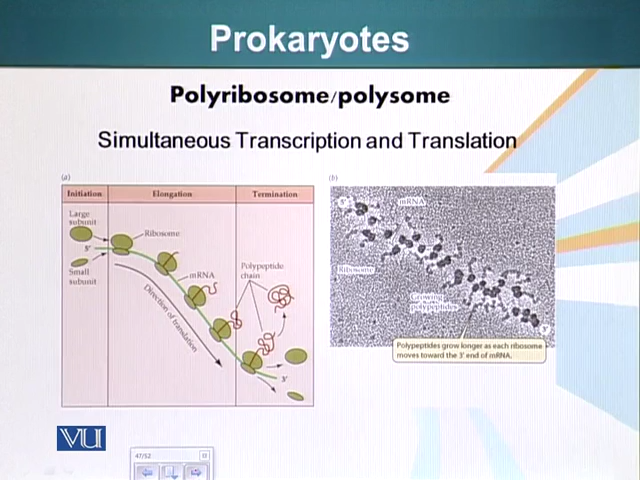 Prokaryotes
Polyribosome/polysome
Simultaneous Transcription and Translation
(a)
Initiation
Elongation
Termination
Large
subunit
Ribosome
5'
Small
subunit
mRNA
Polypeptide
chain
Direction of translation
3'
(b)
5'
mRNA
Ribosome
Growing
polypeptides
3'
Polypeptides grow longer as each ribosome
moves toward the 3' end of mRNA.
VU
47/52